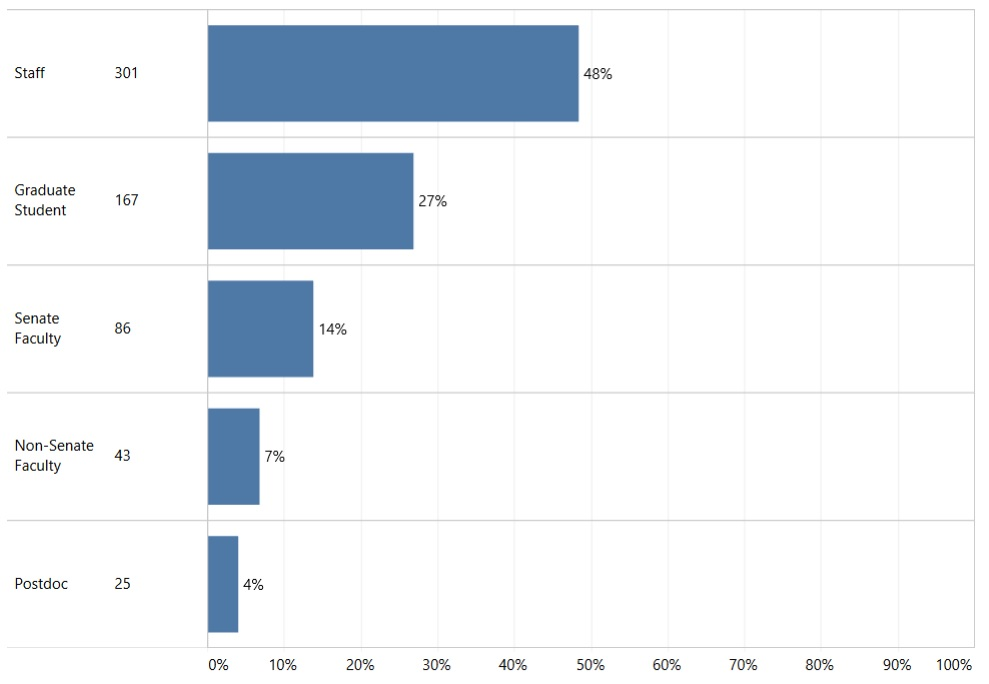 Staff 301 48%
Graduate
Student 167 27%
Senate
Faculty 86 14%
Non-Senate
Faculty 43 7%
Postdoc 25 4%
0% 10% 20% 30% 40% 50% 60% 70% 80% 90% 100%